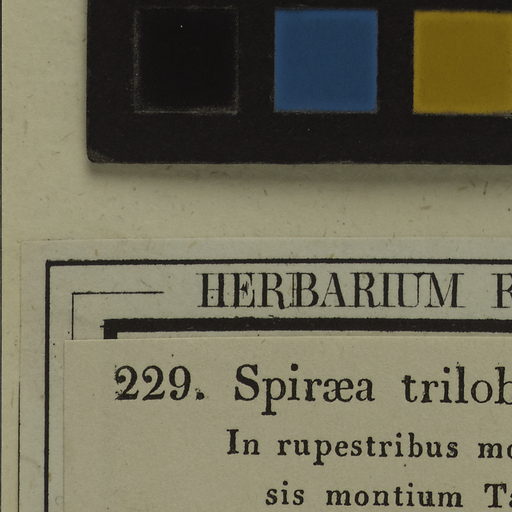 HERBARIUM
229. Spiræa trilob
In rupestribus mo
sis montium Ta